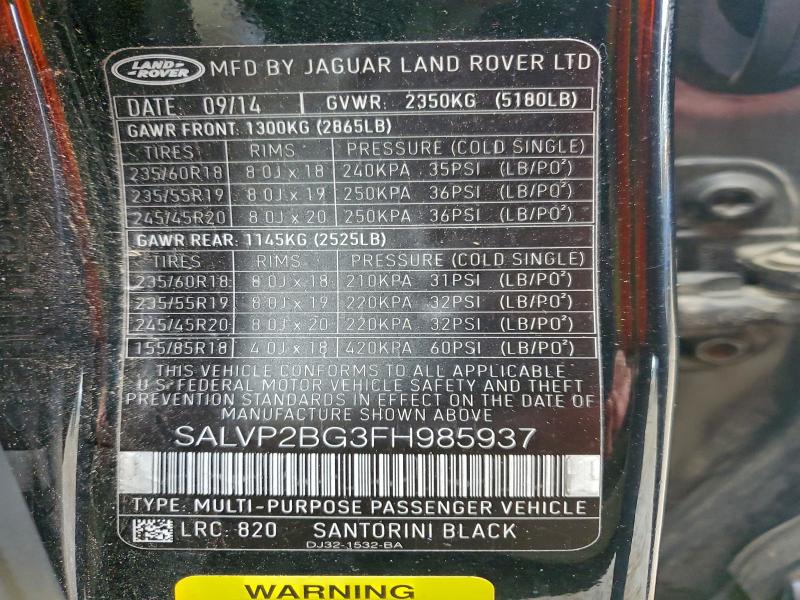 LAND ROVER MFD BY JAGUAR LAND ROVER LTD
DATE: 09/14 GVWR: 2350KG (5180LB)
GAWR FRONT: 1300KG (2865LB)
TIRES RIMS PRESSURE (COLD SINGLE)
235/60R18 8.0J x 18 240KPA 35PSI (LB/PO²)
235/55R19 8.0J x 19 250KPA 36PSI (LB/PO²)
245/45R20 8.0J x 20 250KPA 36PSI (LB/PO²)
GAWR REAR: 1145KG (2525LB)
TIRES RIMS PRESSURE (COLD SINGLE)
235/60R18 8.0J x 18 210KPA 31PSI (LB/PO²)
235/55R19 8.0J x 19 220KPA 32PSI (LB/PO²)
245/45R20 8.0J x 20 220KPA 32PSI (LB/PO²)
155/85R18 4.0J x 18 420KPA 60PSI (LB/PO²)
THIS VEHICLE CONFORMS TO ALL APPLICABLE
U.S. FEDERAL MOTOR VEHICLE SAFETY AND THEFT
PREVENTION STANDARDS IN EFFECT ON THE DATE OF
MANUFACTURE SHOWN ABOVE
SALVP2BG3FH985937
TYPE: MULTI-PURPOSE PASSENGER VEHICLE
LRC: 820 SANTORINI BLACK
DJ32-1532-BA
WARNING